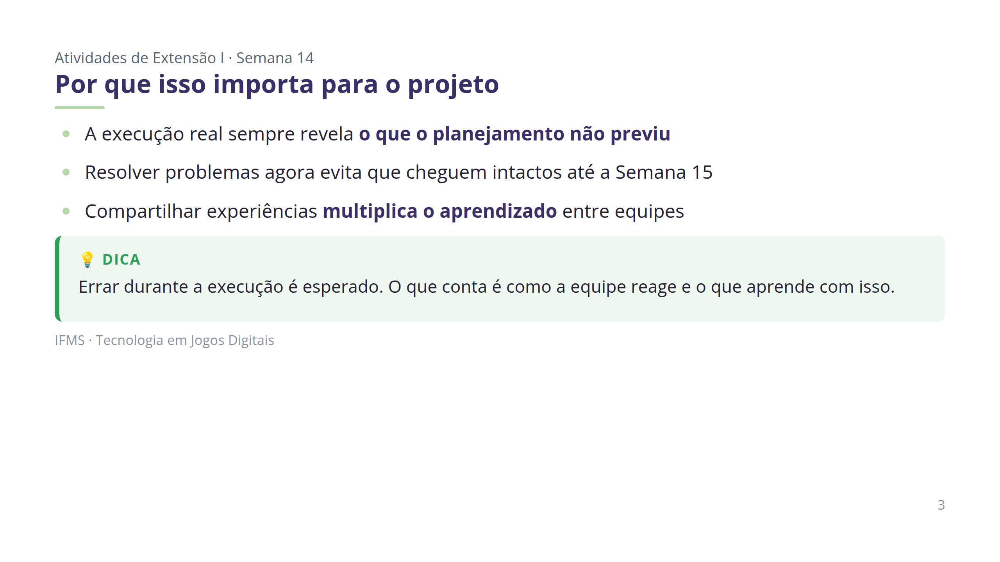 Atividades de Extensão I · Semana 14
Por que isso importa para o projeto
A execução real sempre revela o que o planejamento não previu
Resolver problemas agora evita que cheguem intactos até a Semana 15
Compartilhar experiências multiplica o aprendizado entre equipes
💡 DICA
Errar durante a execução é esperado. O que conta é como a equipe reage e o que aprende com isso.
IFMS · Tecnologia em Jogos Digitais
3